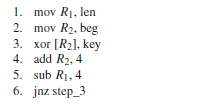 1. mov R₁, len
2. mov R₂, beg
3. xor [R₂], key
4. add R₂, 4
5. sub R₁, 4
6. jnz step_3